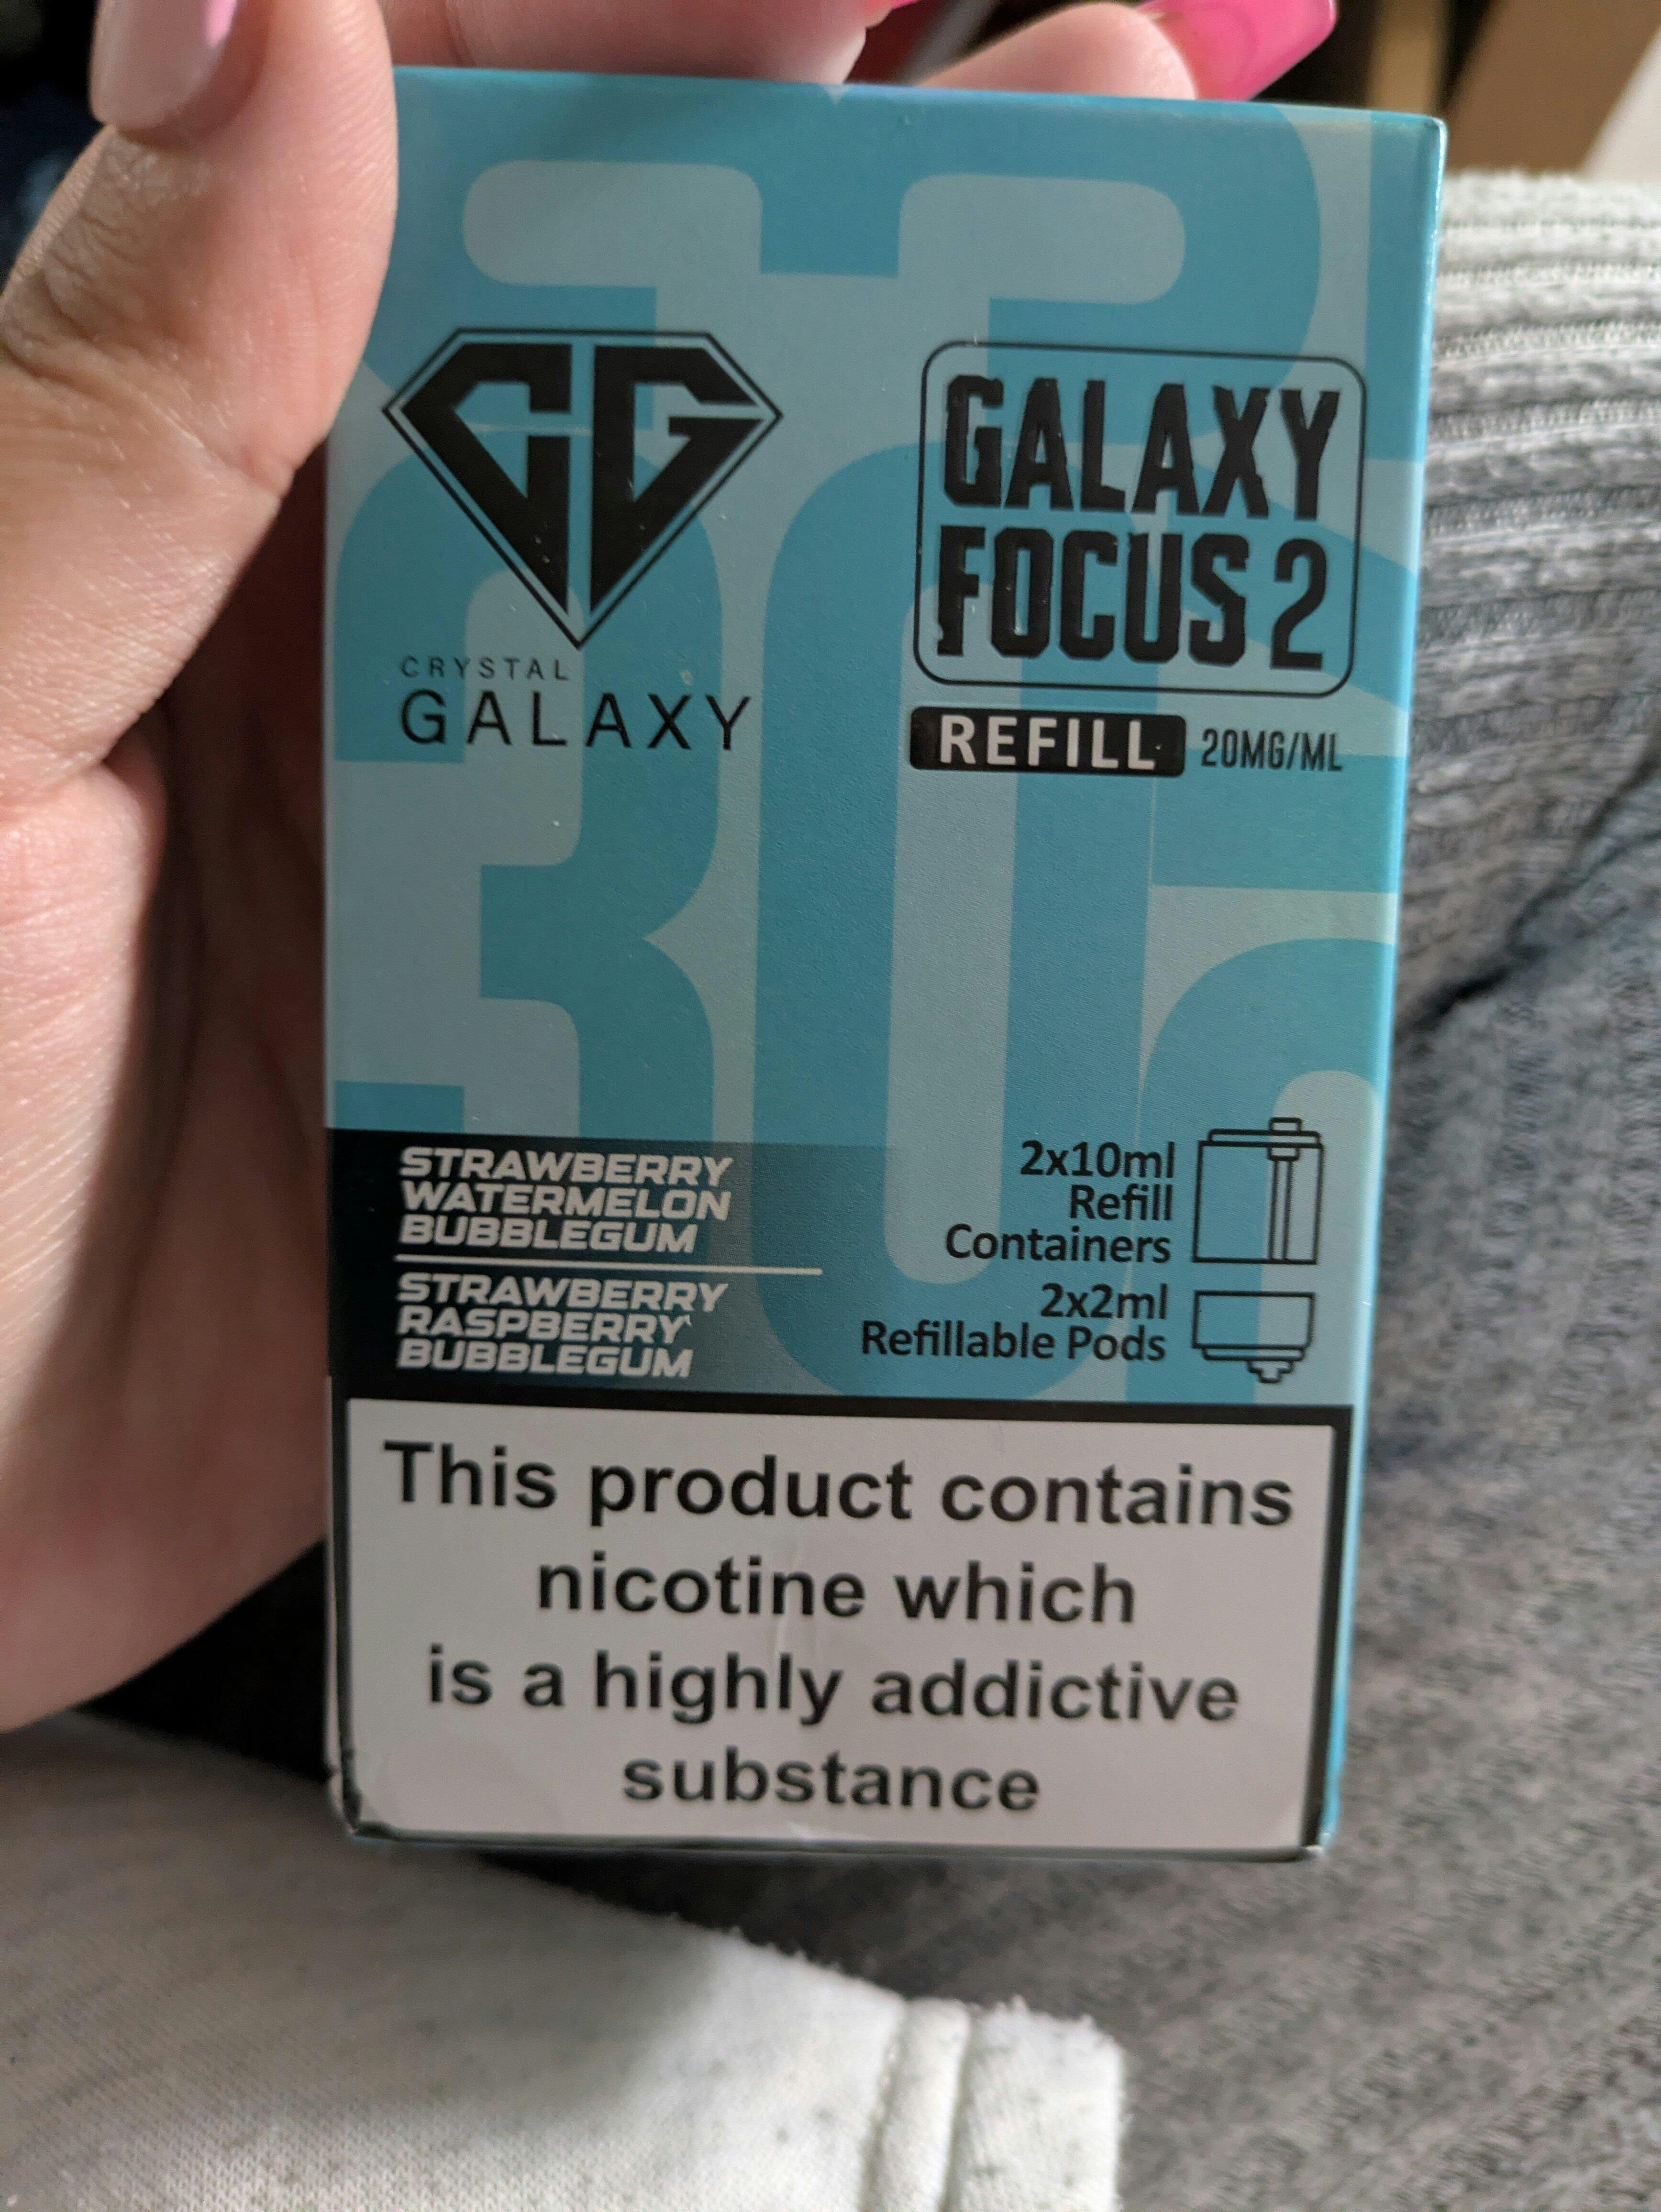 CG
CRYSTAL
GALAXY
GALAXY
FOCUS 2
REFILL 20MG/ML
STRAWBERRY
WATERMELON
BUBBLEGUM
STRAWBERRY
RASPBERRY
BUBBLEGUM
2x10ml
Refill
Containers
2x2ml
Refillable Pods
This product contains
nicotine which
is a highly addictive
substance